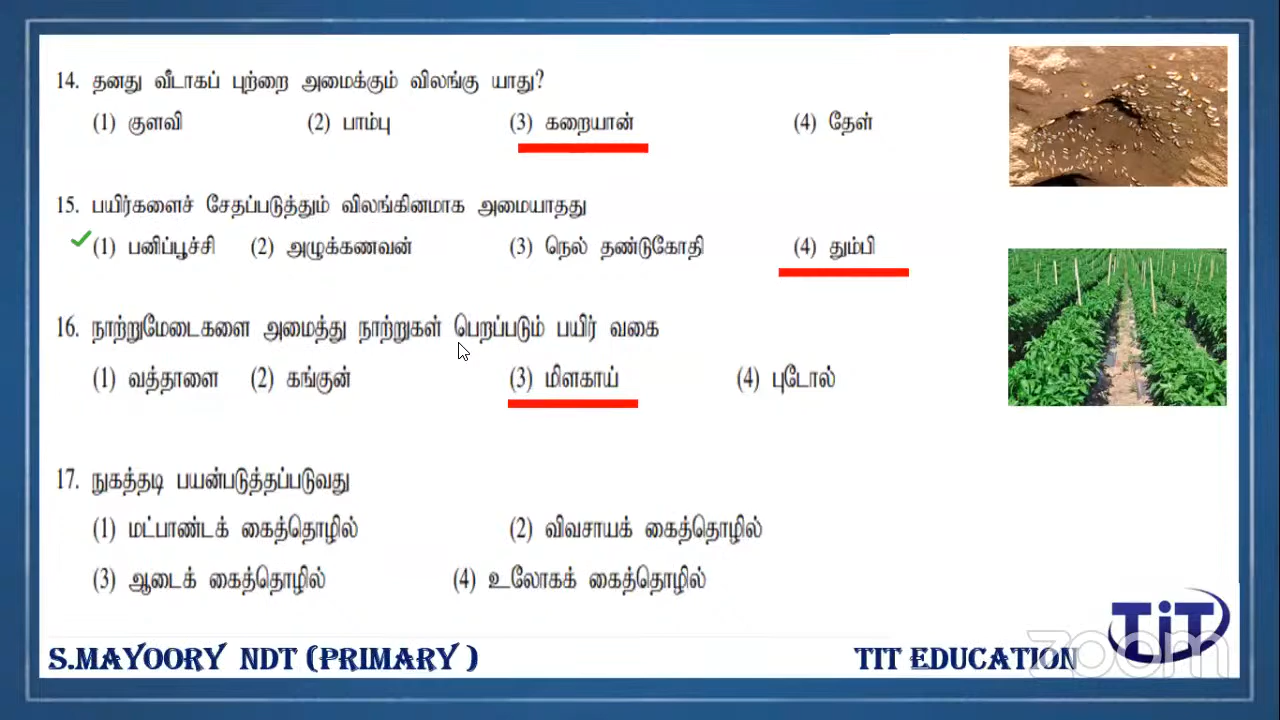 14. தனது வீடாகப் புற்றை அமைக்கும் விலங்கு யாது?
(1) குளவி (2) பாம்பு (3) கறையான் (4) தேள்
15. பயிர்களைச் சேதப்படுத்தும் விலங்கினமாக அமையாதது
(1) பனிப்பூச்சி (2) அழுக்கணவன் (3) நெல் தண்டுகோதி (4) தும்பி
16. நாற்றுமேடைகளை அமைத்து நாற்றுகள் பெறப்படும் பயிர் வகை
(1) வத்தாளை (2) கங்குன் (3) மிளகாய் (4) புடோல்
17. நுகத்தடி பயன்படுத்தப்படுவது
(1) மட்பாண்டக் கைத்தொழில் (2) விவசாயக் கைத்தொழில்
(3) ஆடைக் கைத்தொழில் (4) உலோகக் கைத்தொழில்
TiT
zoom
S.MAYOORY NDT (PRIMARY ) TIT EDUCATION